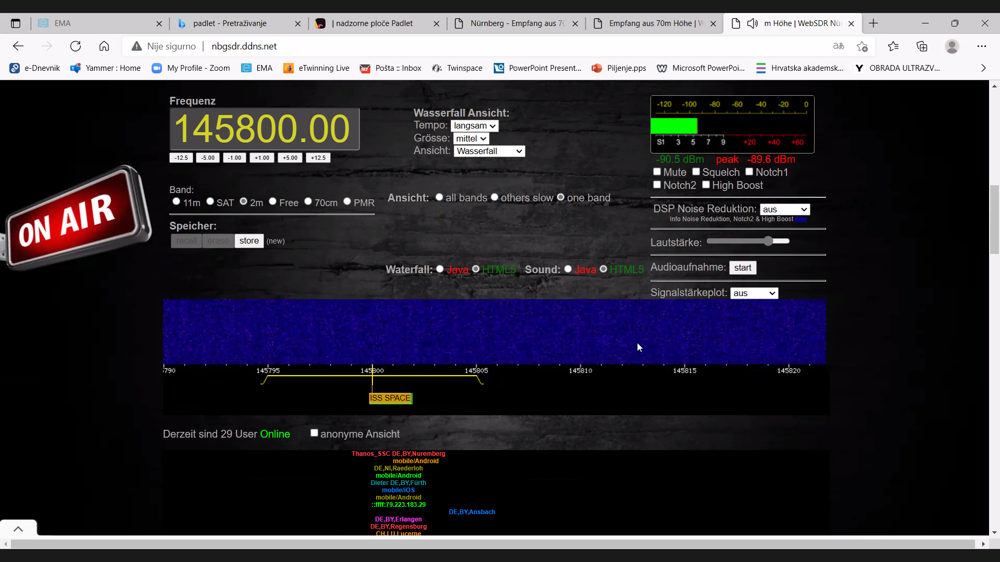 EMA
padlet - Pretraživanje
| nadzorne ploče Padlet
Nürnberg - Empfang aus 70
Empfang aus 70m Höhe | W
m Höhe | WebSDR Nü
Nije sigurno
nbgsdr.ddns.net
aあ
e-Dnevnik
Yammer : Home
My Profile - Zoom
EMA
eTwinning Live
Pošta :: Inbox
Twinspace
PowerPoint Present...
Piljenje.pps
Microsoft PowerPoi...
Hrvatska akademsk...
OBRADA ULTRAZV...
Frequenz
145800.00
-12.5 -5.00 -1.00 +1.00 +5.00 +12.5
Wasserfall Ansicht:
Tempo: langsam
Grösse: mittel
Ansicht: Wasserfall
-120 -100 -80 -60 -40 -20 0
S1 3 5 7 9 +20 +40 +60
-90.5 dBm peak -89.6 dBm
Mute Squelch Notch1
Notch2 High Boost
ON AIR
Band:
11m SAT 2m Free 70cm PMR
Ansicht: all bands others slow one band
DSP Noise Reduktion: aus
Info Noise Reduktion, Notch2 & High Boost hier
Speicher:
recall erase store (new)
Lautstärke:
Waterfall: Java HTML5 Sound: Java HTML5
Audioaufnahme: start
Signalstärkeplot: aus
790 145795 145800 145805 145810 145815 145820
ISS SPACE
Derzeit sind 29 User Online
anonyme Ansicht
Thanos_SSC DE,BY,Nuremberg
mobile/Android
DE,NI,Raederloh
mobile/Android
Dieter DE,BY,Fürth
mobile/iOS
mobile/Android
::ffff:79.223.183.29
DE,BY,Ansbach
DE,BY,Erlangen
DE,BY,Regensburg
CH,LU,Lucerne